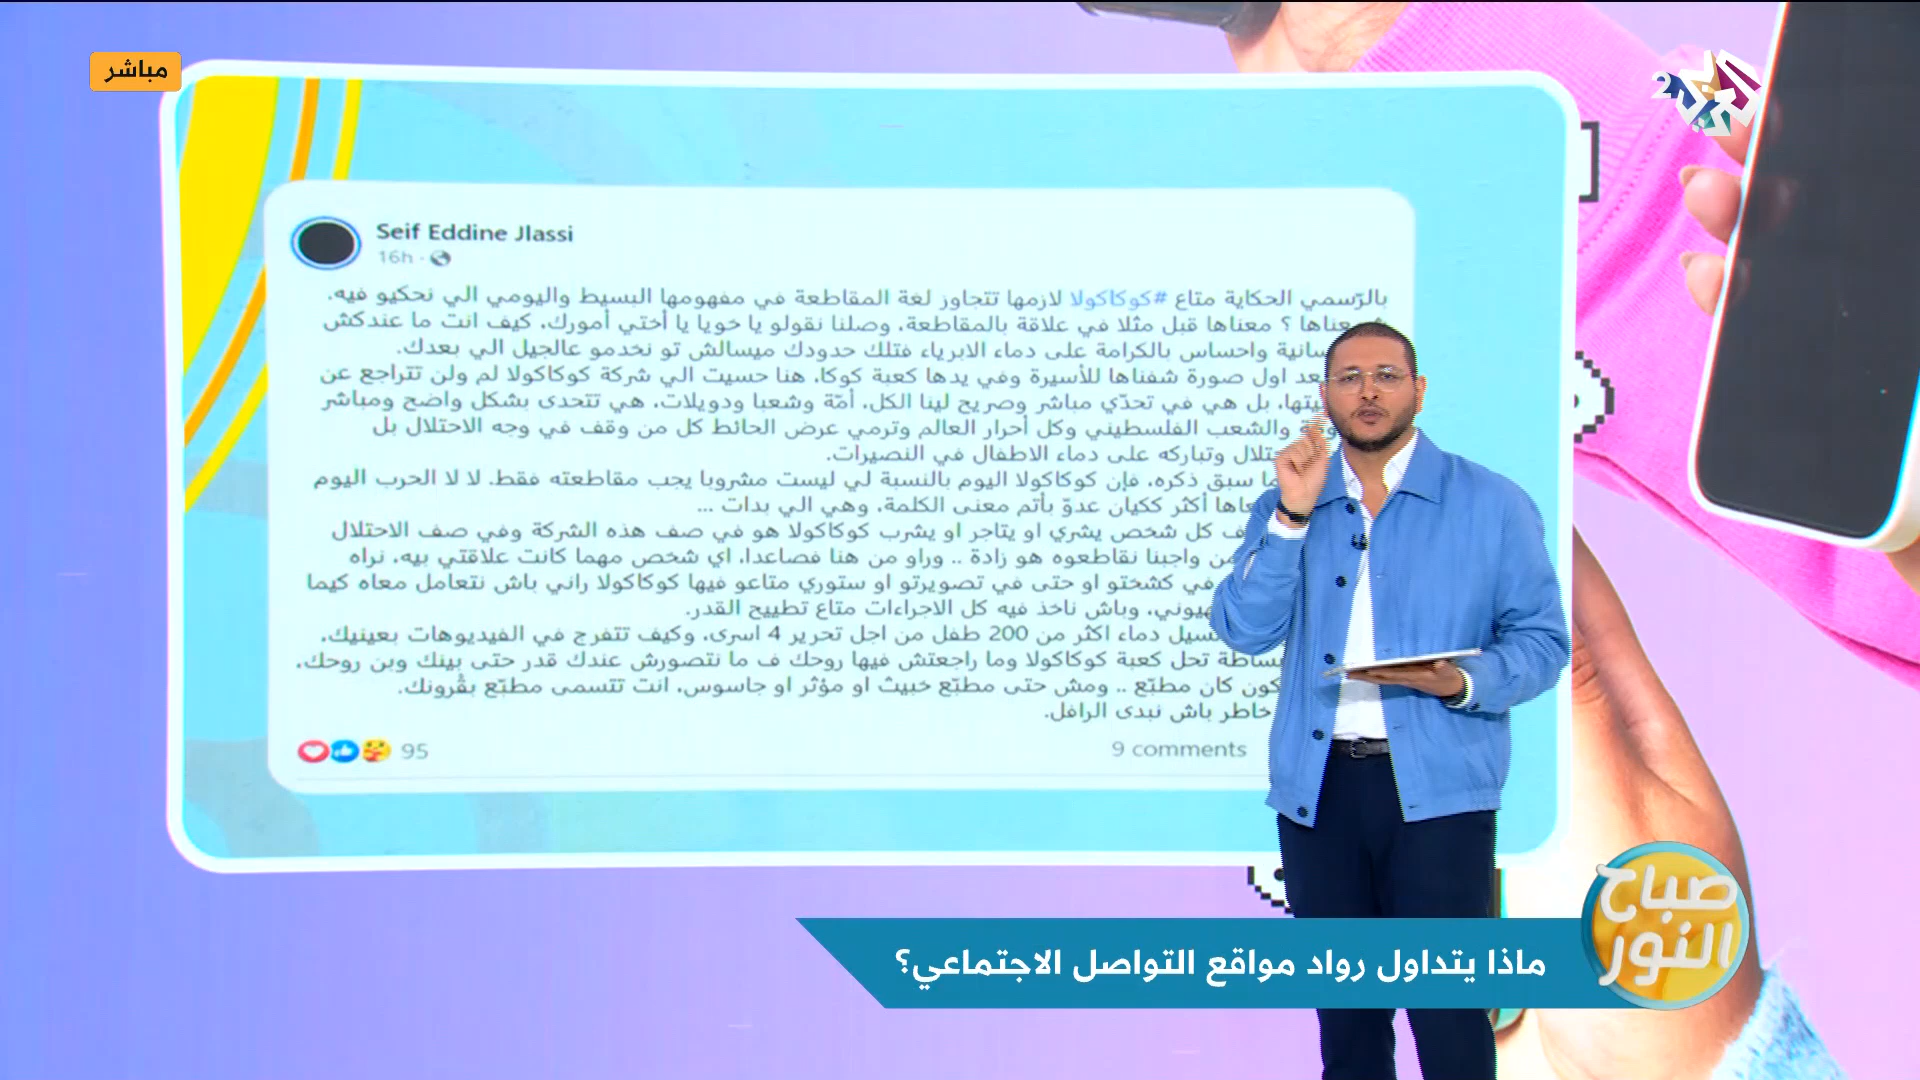 مباشر
العربي 2
Seif Eddine Jlassi
16h ·
بالرّسمي الحكاية متاع #كوكاكولا لازمها تتجاوز لغة المقاطعة في مفهومها البسيط واليومي الي نحكيو فيه.
معناها ؟ معناها قبل مثلا في علاقة بالمقاطعة، وصلنا نقولو يا خويا يا أختي أمورك، كيف انت ما عندكش
واحساس بالكرامة على دماء الابرياء فتلك حدودك ميسالش تو نخدمو عالجيل الي بعدك.
اول صورة شفناها للأسيرة وفي يدها كعبة كوكا، هنا حسيت الي شركة كوكاكولا لم ولن تتراجع عن
بل هي في تحدّي مباشر وصريح لينا الكل، أمّة وشعبا ودويلات، هي تتحدى بشكل واضح ومباشر
والشعب الفلسطيني وكل أحرار العالم وترمي عرض الحائط كل من وقف في وجه الاحتلال بل
وتباركه على دماء الاطفال في النصيرات.
ما سبق ذكره، فإن كوكاكولا اليوم بالنسبة لي ليست مشروبا يجب مقاطعته فقط. لا لا الحرب اليوم
أكثر ككيان عدوّ بأتم معنى الكلمة، وهي الي بدات ...
كل شخص يشري او يتاجر او يشرب كوكاكولا هو في صف هذه الشركة وفي صف الاحتلال
من واجبنا نقاطعوه هو زادة .. وراو من هنا فصاعدا، اي شخص مهما كانت علاقتي بيه، نراه
في كشختو او حتى في تصويرتو او ستوري متاعو فيها كوكاكولا راني باش نتعامل معاه كيما
وباش ناخذ فيه كل الاجراءات متاع تطييح القدر.
دماء اكثر من 200 طفل من اجل تحرير 4 اسرى، وكيف تتفرج في الفيديوهات بعينيك،
تحل كعبة كوكاكولا وما راجعتش فيها روحك ف ما نتصورش عندك قدر حتى بينك وبن روحك،
كان مطبّع .. ومش حتى مطبّع خبيث او مؤثر او جاسوس، انت تتسمى مطبّع بڨرونك.
خاطر باش نبدى الرافل.
95
9 comments
صباح النور
ماذا يتداول رواد مواقع التواصل الاجتماعي؟